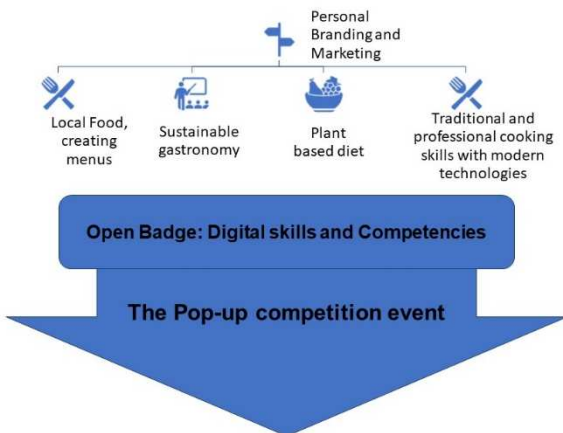 Personal
Branding and
Marketing
Local Food,
creating
menus
Sustainable
gastronomy
Plant
based diet
Traditional and
professional cooking
skills with modern
technologies
Open Badge: Digital skills and Competencies
The Pop-up competition event